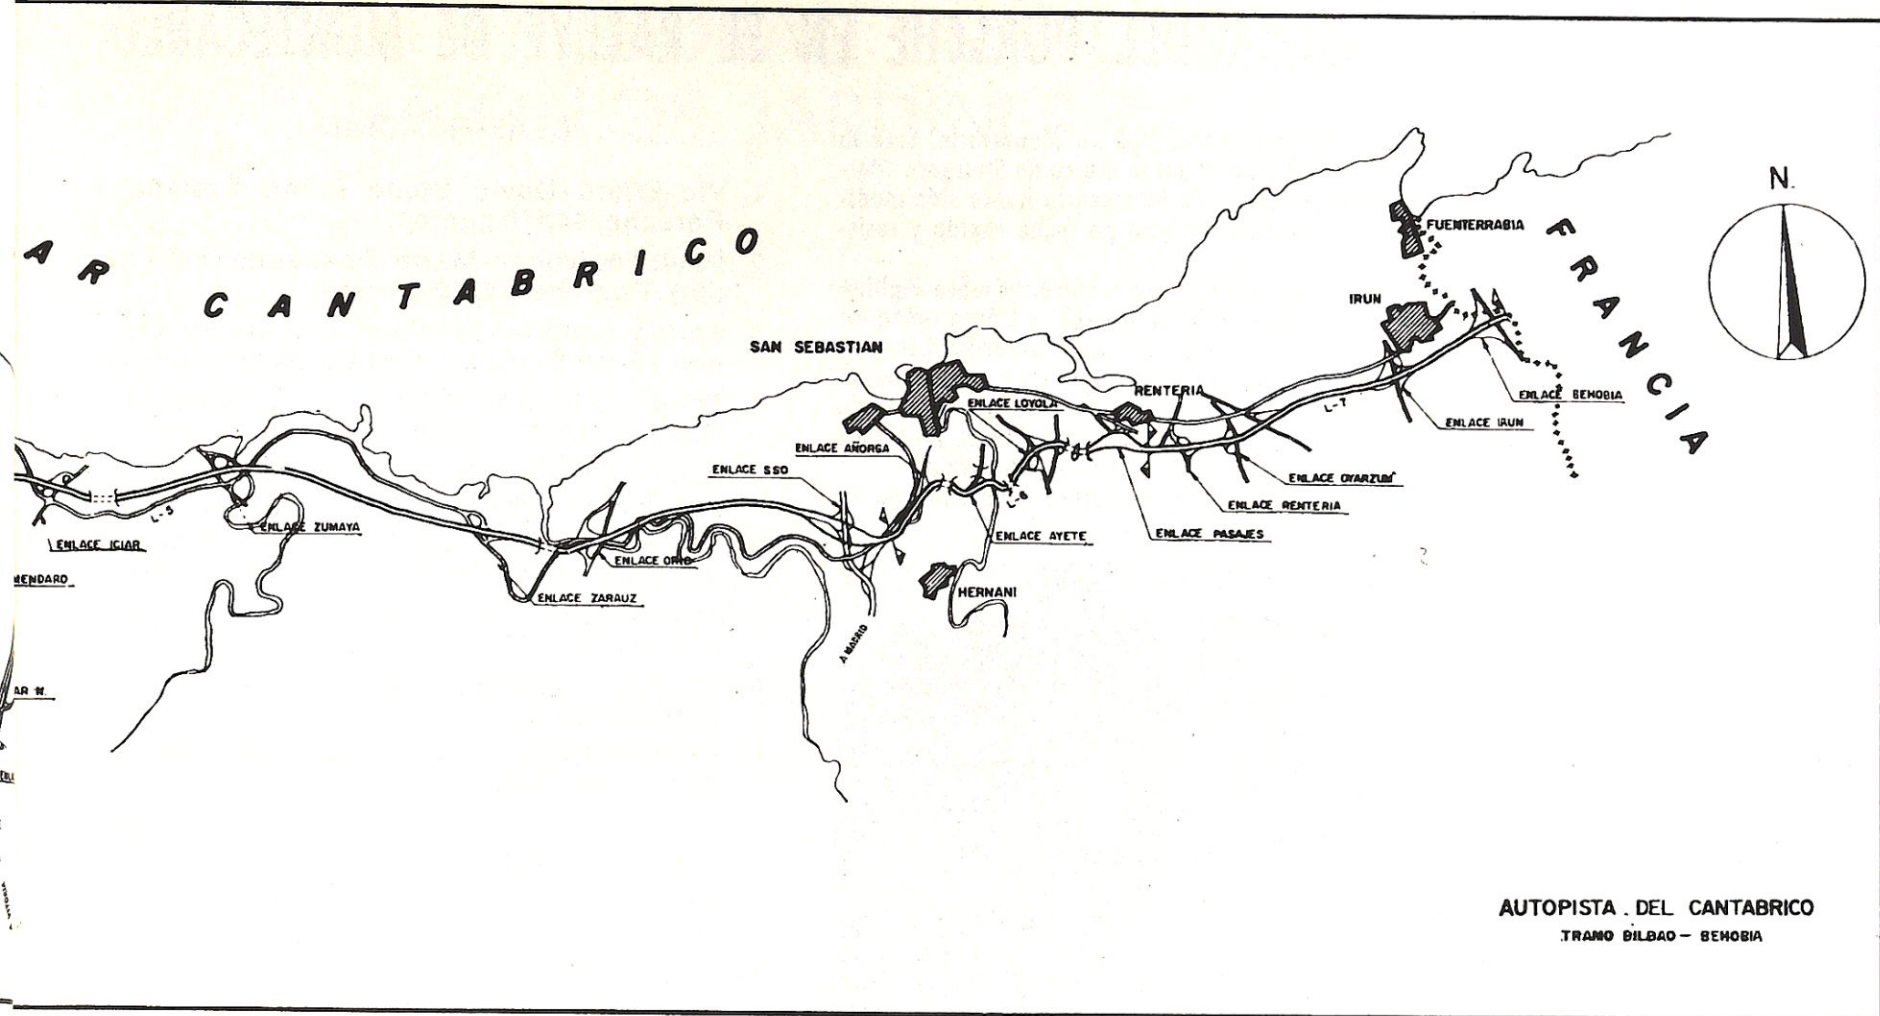 AR CANTABRICO
N.
FRANCIA
FUENTERRABIA
IRUN
SAN SEBASTIAN
RENTERIA
ENLACE LOYOLA
ENLACE BEHOBIA
L-7
ENLACE IRUN
ENLACE AÑORGA
ENLACE SSO
ENLACE OYARZUN
L-6
ENLACE RENTERIA
L-5
ENLACE ZUMAYA
ENLACE AYETE
ENLACE PASAJES
ENLACE ICIAR
ENLACE ORIO
MENDARO
ENLACE ZARAUZ
HERNANI
A MADRID
AR N.
AUTOPISTA . DEL CANTABRICO
TRAMO BILBAO - BEHOBIA